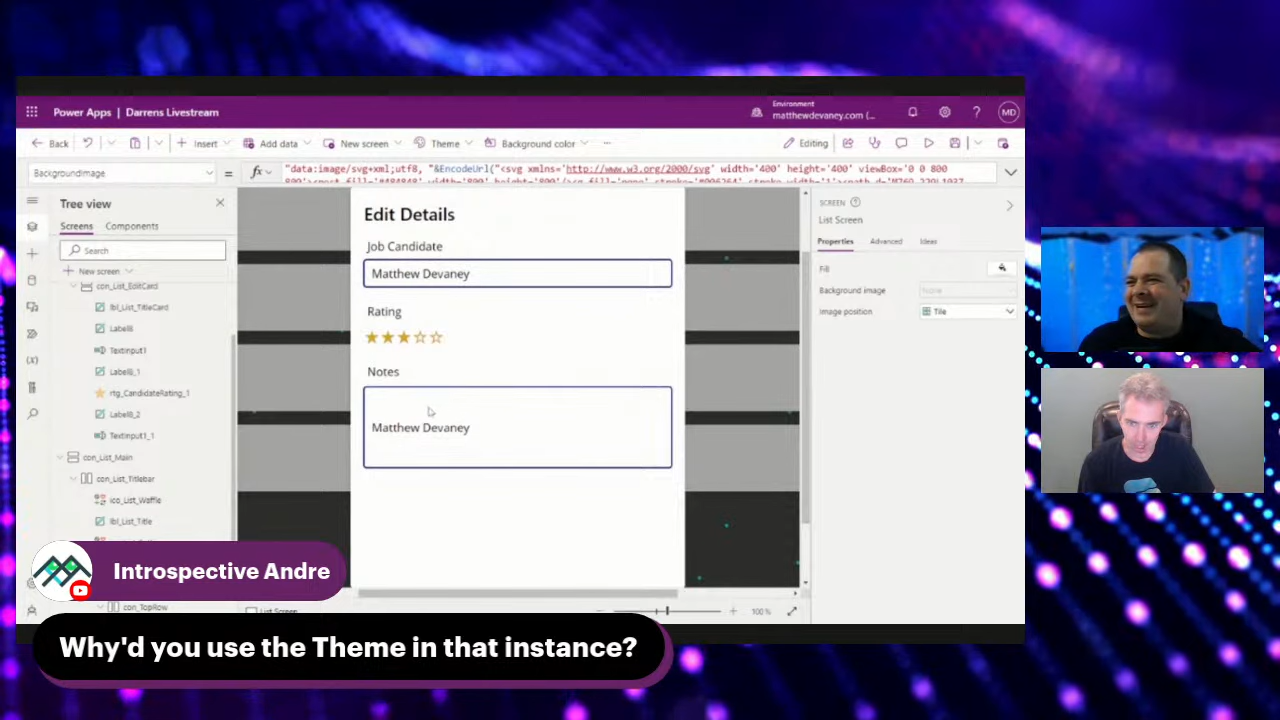 Power Apps | Darrens Livestream
Environment
matthewdevaney.com (...
MD
Back
Insert
Add data
New screen
Theme
Background color
Editing
BackgroundImage
=
fx
"data:image/svg+xml;utf8, "&EncodeUrl("<svg xmlns='http://www.w3.org/2000/svg' width='400' height='400' viewBox='0 0 800
Tree view
Screens
Components
Search
New screen
con_List_EditCard
lbl_List_TitleCard
Label8
TextInput1
Label8_1
rtg_CandidateRating_1
Label8_2
TextInput1_1
con_List_Main
con_List_Titlebar
ico_List_Waffle
lbl_List_Title
con_TopRow
Edit Details
Job Candidate
Matthew Devaney
Rating
Notes
Matthew Devaney
List Screen
100 %
SCREEN
List Screen
Properties
Advanced
Ideas
Fill
Background image
None
Image position
Tile
Introspective Andre
Why'd you use the Theme in that instance?